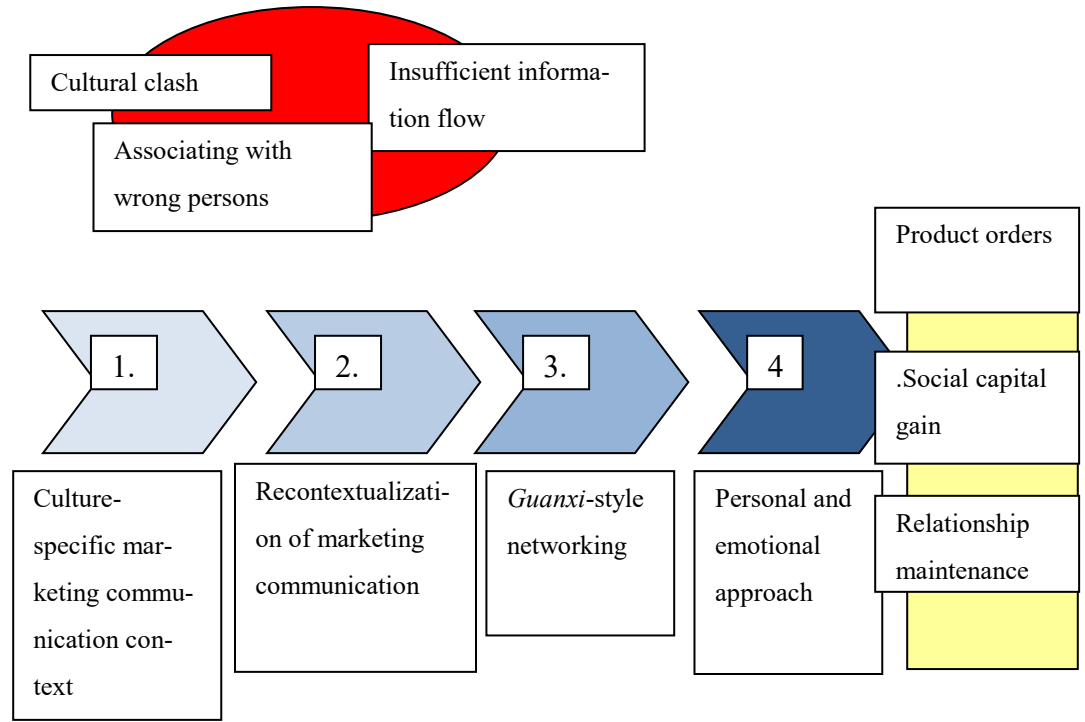 Cultural clash
Insufficient informa-
tion flow
Associating with
wrong persons
Product orders
.Social capital
gain
Relationship
maintenance
1.
2.
3.
4
Culture-
specific mar-
keting commu-
nication con-
text
Recontextualizati-
on of marketing
communication
Guanxi-style
networking
Personal and
emotional
approach